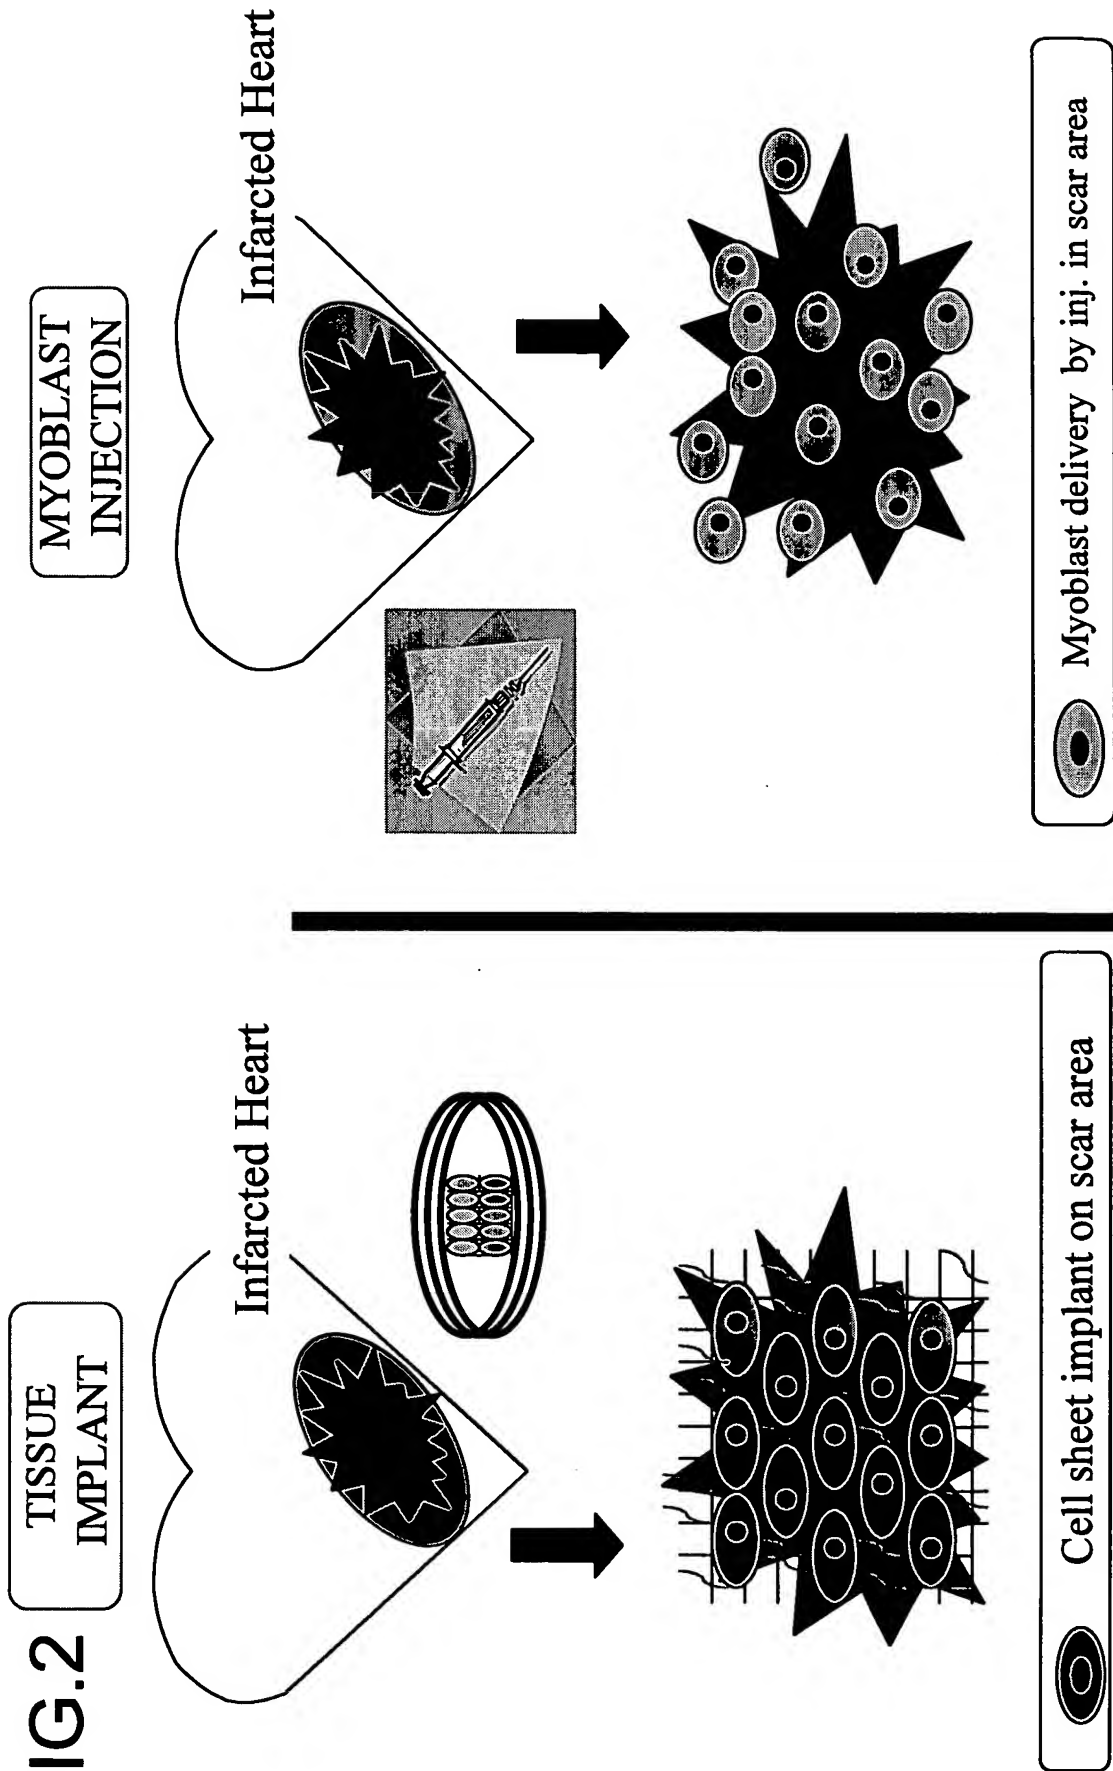 IG.2
TISSUE
IMPLANT
Infarcted Heart
Cell sheet implant on scar area
MYOBLAST
INJECTION
Infarcted Heart
Myoblast delivery by inj. in scar area